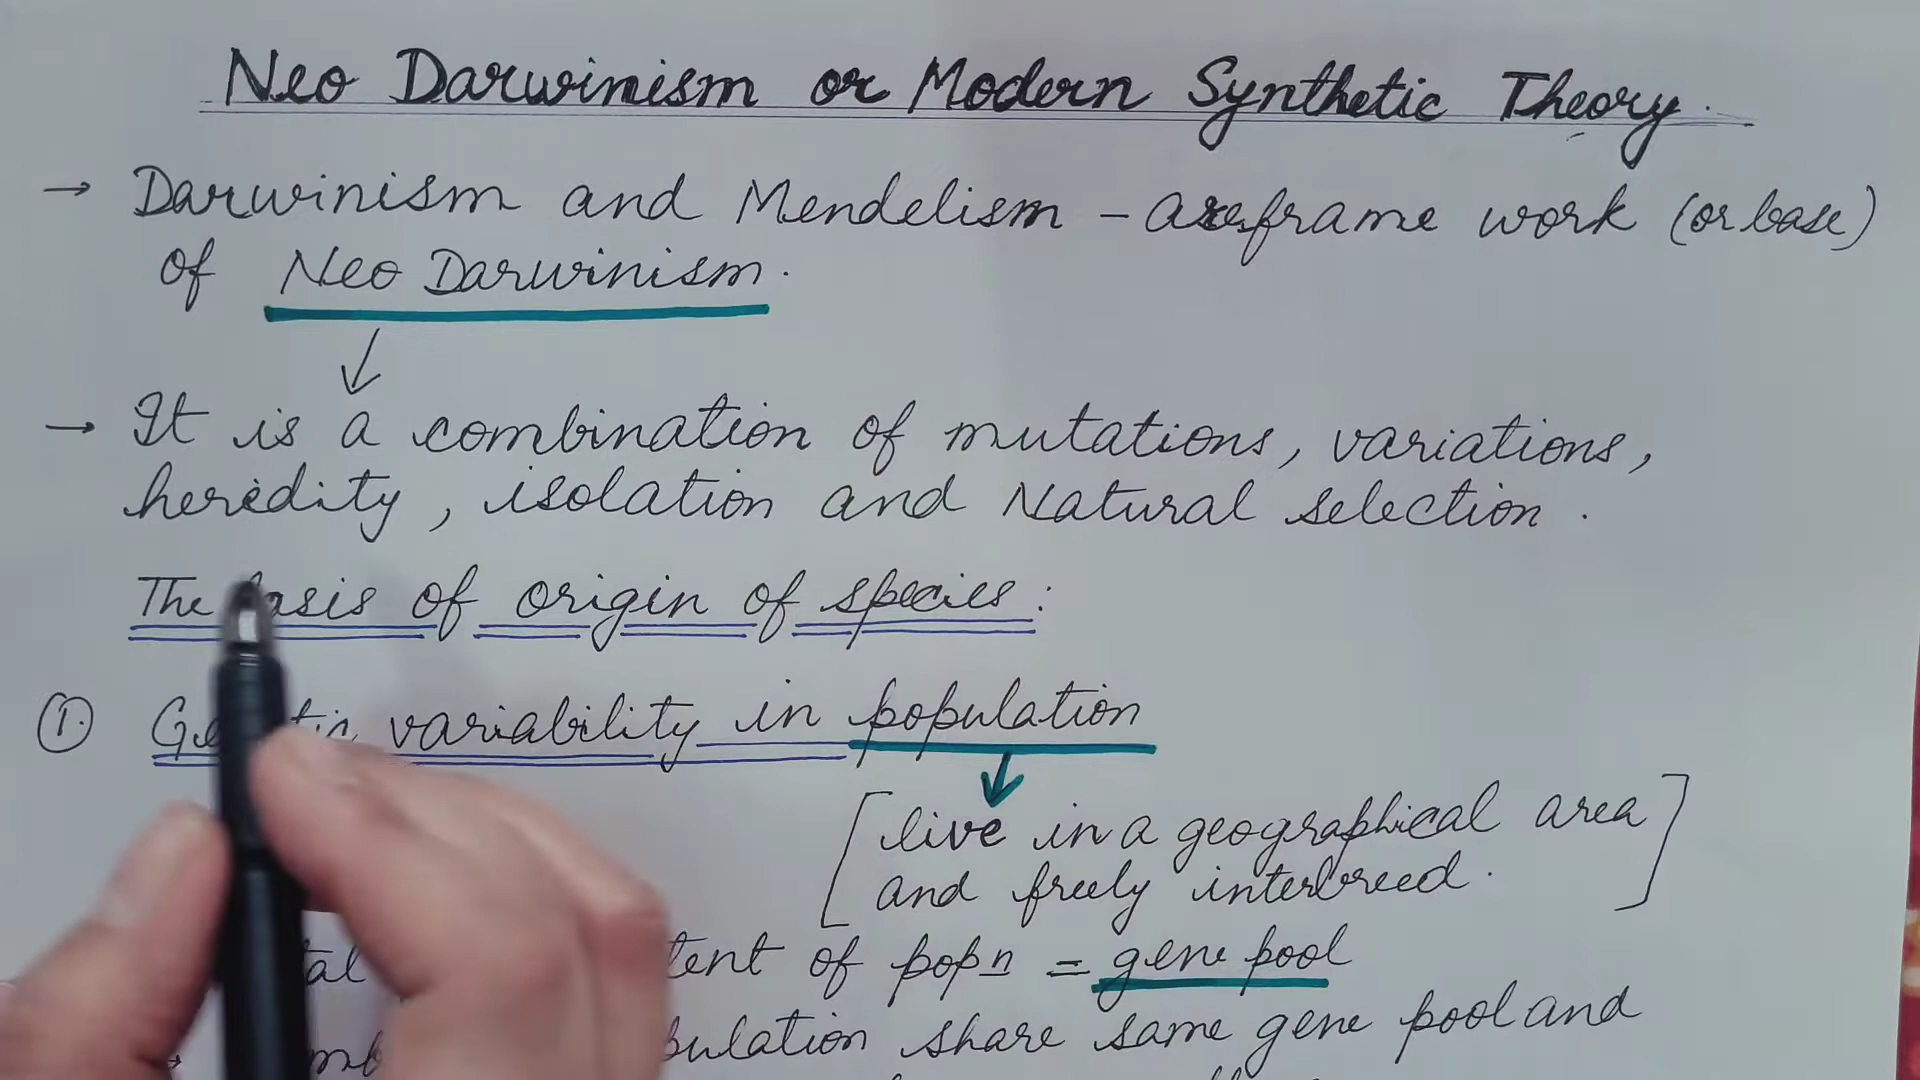 Neo Darwinism or Modern Synthetic Theory.
→ Darwinism and Mendelism - are frame work (or base)
of Neo Darwinism.
→ It is a combination of mutations, variations,
heredity, isolation and Natural selection.
The basis of origin of species:
① variability in population
[live in a geographical area
and freely interbreed.]
of popn = gene pool
share same gene pool and